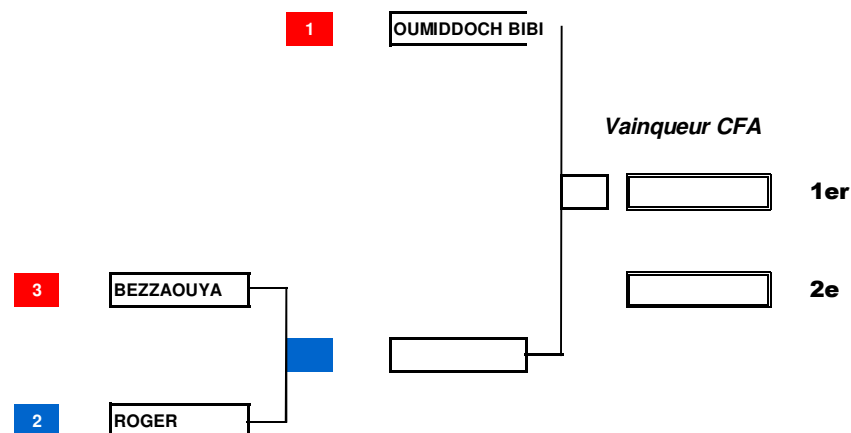 1 OUMIDDOCH BIBI
Vainqueur CFA
1er
3 BEZZAOUYA
2e
2 ROGER